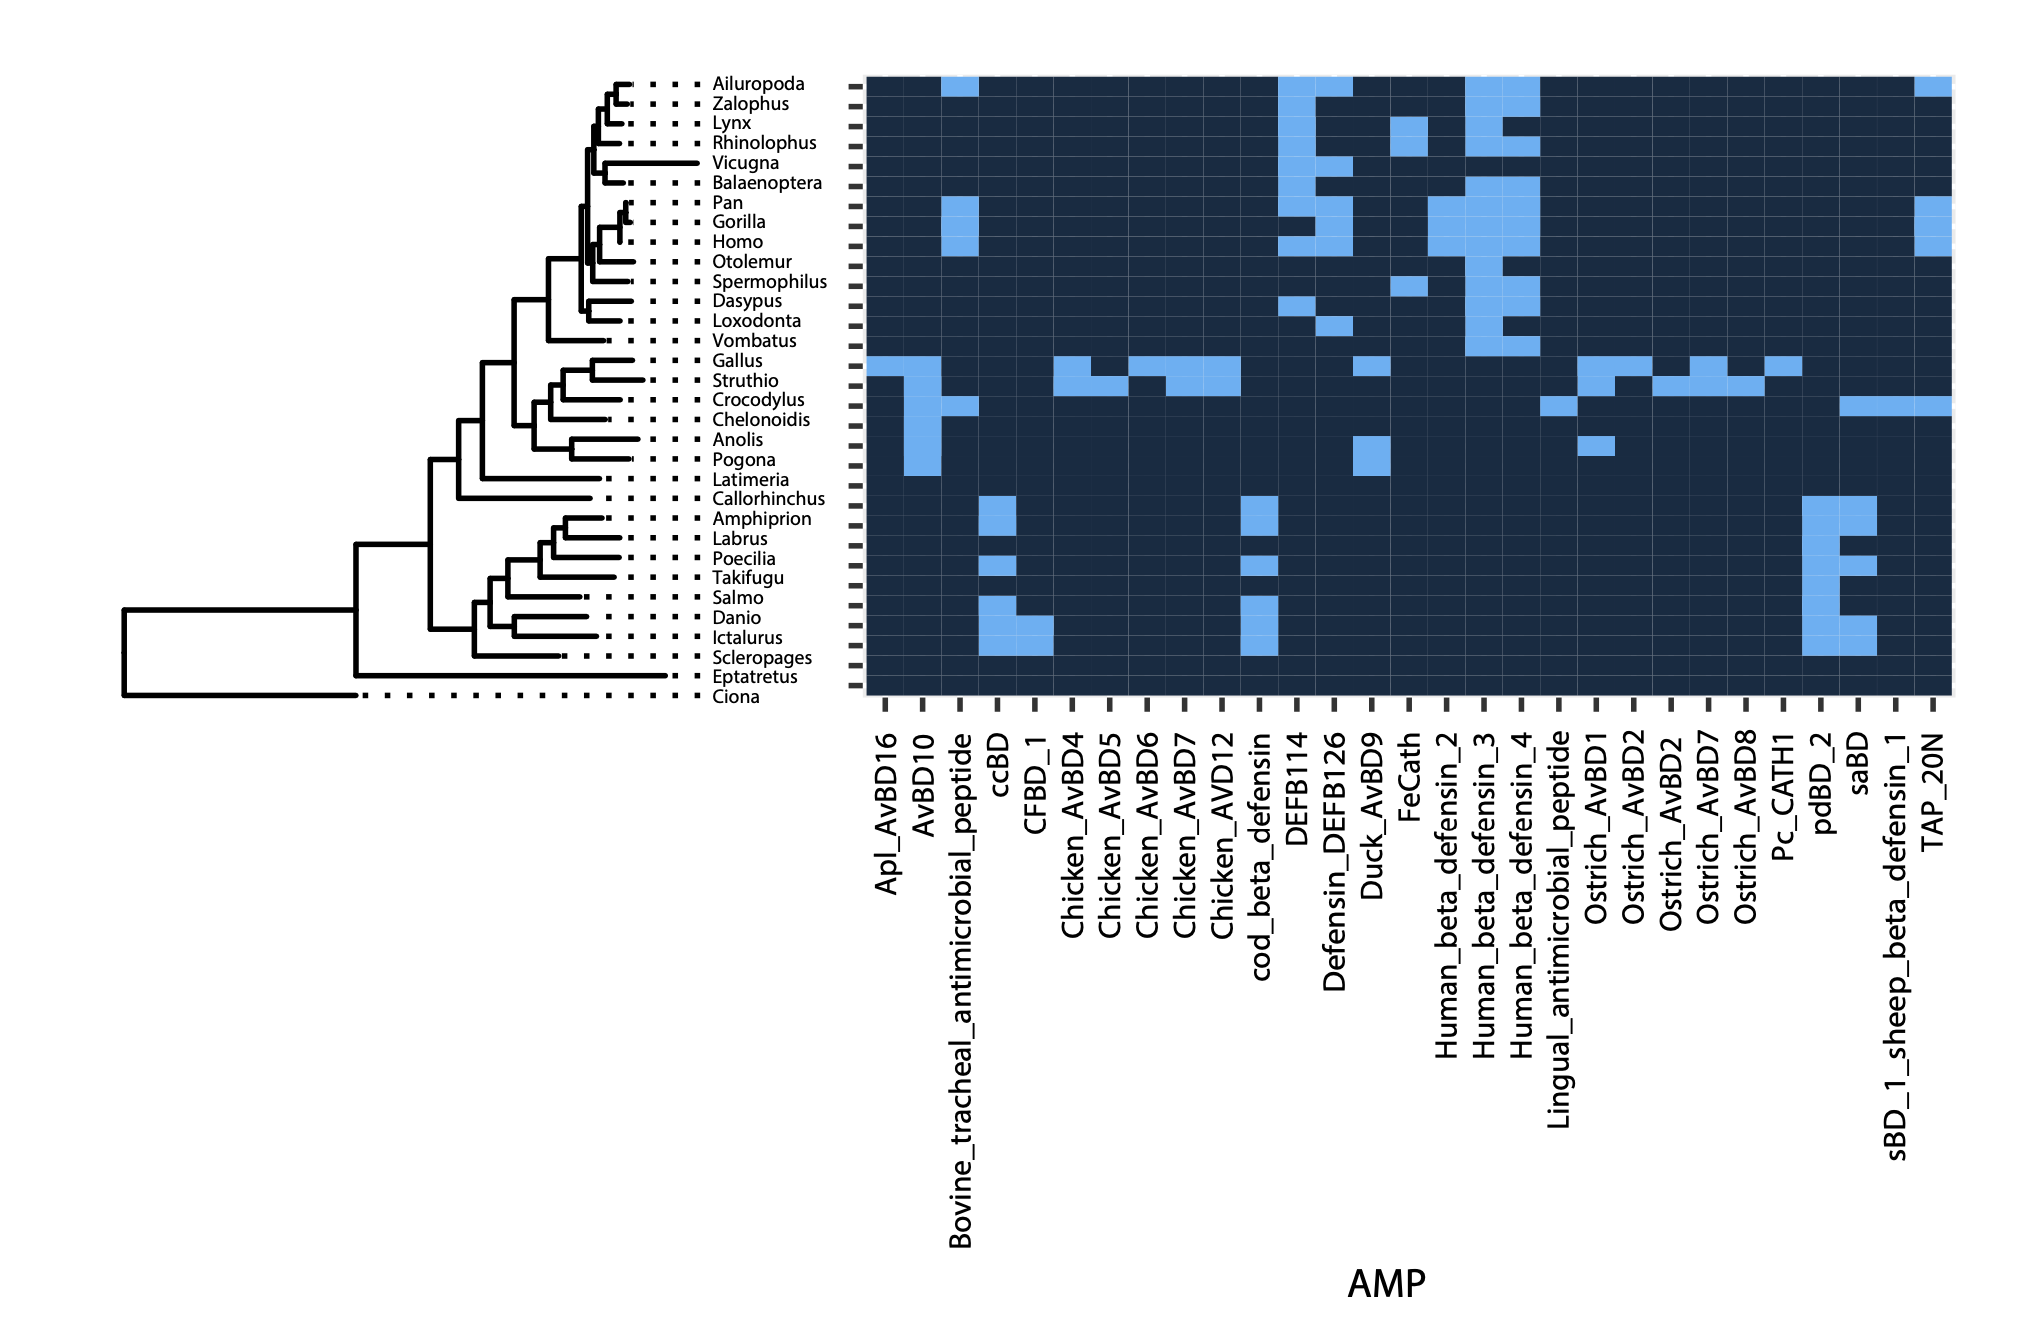 Ailuropoda
Zalophus
Lynx
Rhinolophus
Vicugna
Balaenoptera
Pan
Gorilla
Homo
Otolemur
Spermophilus
Dasypus
Loxodonta
Vombatus
Gallus
Struthio
Crocodylus
Chelonoidis
Anolis
Pogona
Latimeria
Callorhinchus
Amphiprion
Labrus
Poecilia
Takifugu
Salmo
Danio
Ictalurus
Scleropages
Eptatretus
Ciona
Apl_AvBD16
AvBD10
Bovine_tracheal_antimicrobial_peptide
ccBD
CFBD_1
Chicken_AvBD4
Chicken_AvBD5
Chicken_AvBD6
Chicken_AvBD7
Chicken_AVD12
cod_beta_defensin
DEFB114
Defensin_DEFB126
Duck_AvBD9
FeCath
Human_beta_defensin_2
Human_beta_defensin_3
Human_beta_defensin_4
Lingual_antimicrobial_peptide
Ostrich_AvBD1
Ostrich_AvBD2
Ostrich_AvBD2
Ostrich_AvBD7
Ostrich_AvBD8
Pc_CATH1
pdBD_2
saBD
sBD_1_sheep_beta_defensin_1
TAP_20N
AMP